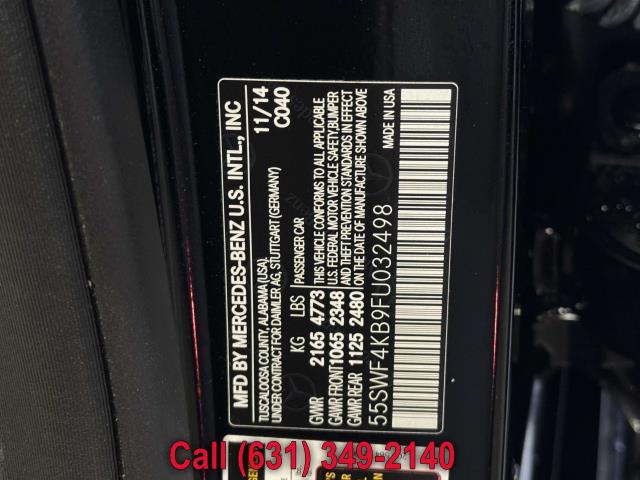 MFD BY MERCEDES-BENZ U.S. INTL., INC
TUSCALOOSA COUNTY, ALABAMA (USA),
UNDER CONTRACT FOR DAIMLER AG, STUTTGART (GERMANY)
11/14
C040
KG LBS
GVWR 2165 4773
GAWR FRONT 1065 2348
GAWR REAR 1125 2480
PASSENGER CAR
THIS VEHICLE CONFORMS TO ALL APPLICABLE
U.S. FEDERAL MOTOR VEHICLE SAFETY, BUMPER
AND THEFT PREVENTION STANDARDS IN EFFECT
ON THE DATE OF MANUFACTURE SHOWN ABOVE
55SWF4KB9FU032498
Call (631) 349-2140